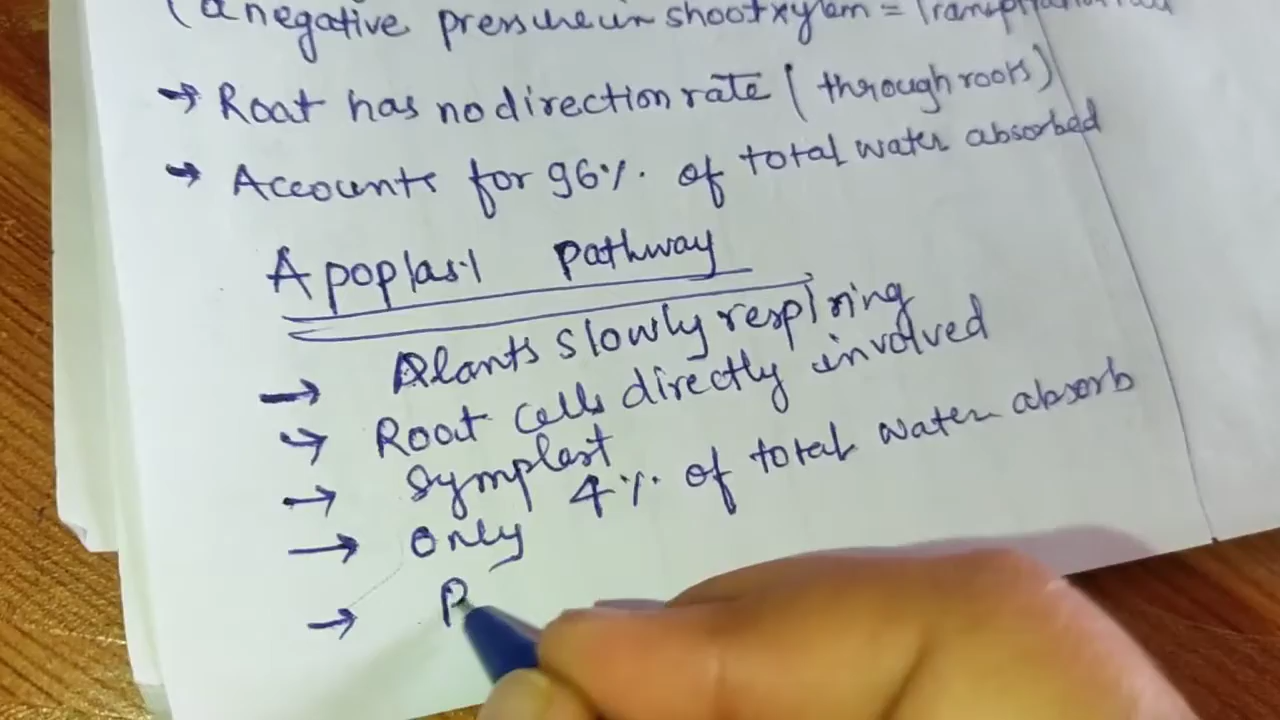 (a negative pressure in shoot xylem = Transpiration
→ Root has no direction rate (through roots)
→ Accounts for 96% of total water absorbed
Apoplast Pathway
→ Plants slowly respiring
→ Root cells directly involved
→ Symplast
→ Only 4% of total water absorb
→ P